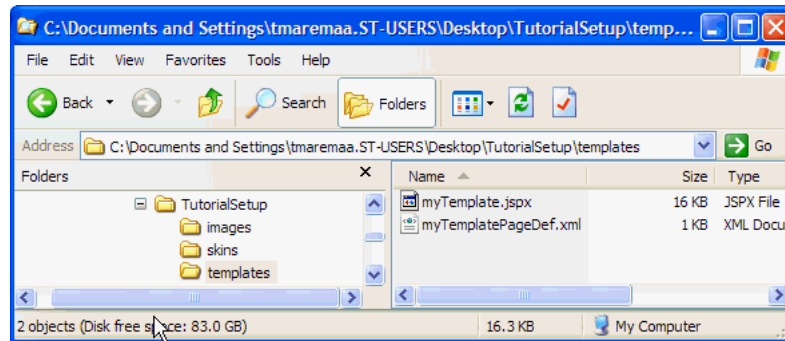 C:\Documents and Settings\tmaremaa.ST-USERS\Desktop\TutorialSetup\temp...
File Edit View Favorites Tools Help
Back Search Folders
Address C:\Documents and Settings\tmaremaa.ST-USERS\Desktop\TutorialSetup\templates Go
Folders x Name Size Type
TutorialSetup
images
skins
templates
myTemplate.jspx 16 KB JSPX File
myTemplatePageDef.xml 1 KB XML Docu
2 objects (Disk free space: 83.0 GB) 16.3 KB My Computer